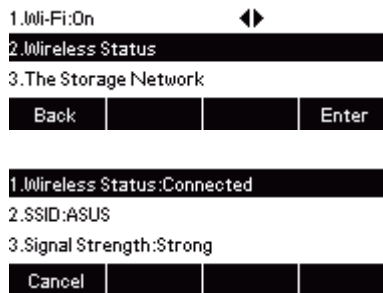 1.Wi-Fi:On
2.Wireless Status
3.The Storage Network
Back Enter
1.Wireless Status:Connected
2.SSID:ASUS
3.Signal Strength:Strong
Cancel